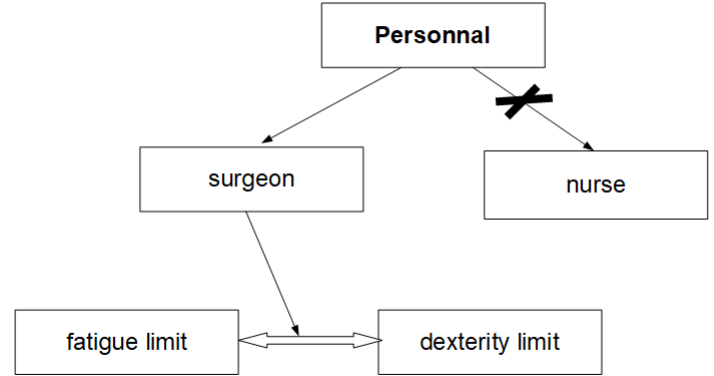 Personnal
surgeon
nurse
fatigue limit
dexterity limit